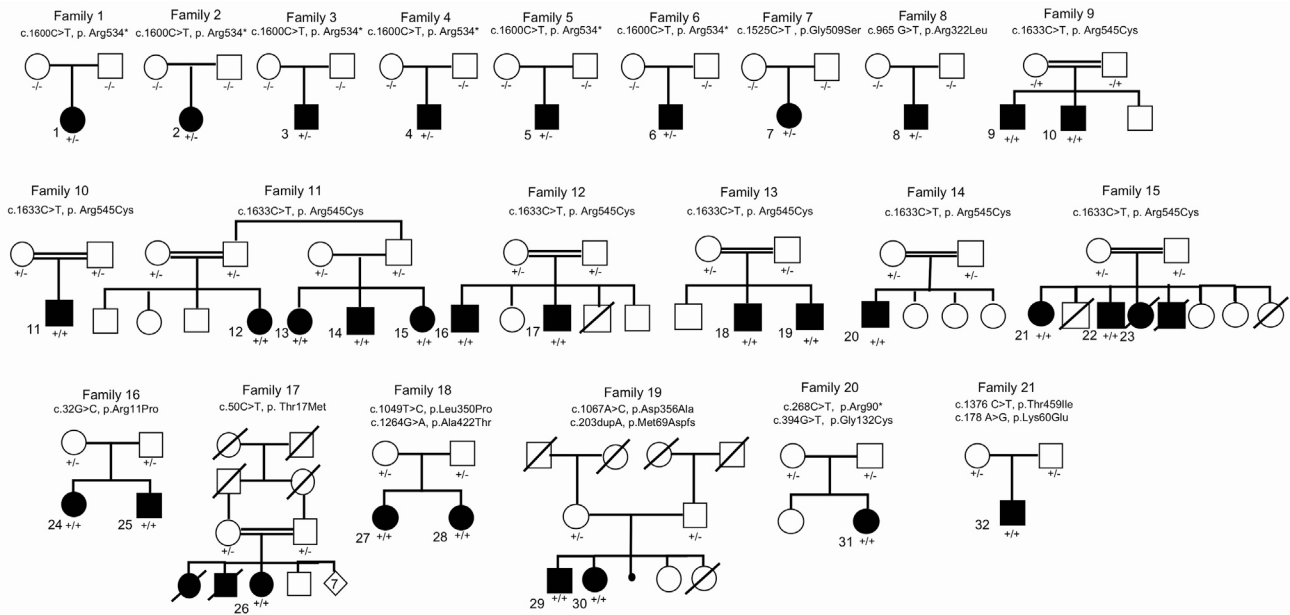 Family 1
c.1600C>T, p. Arg534*
-/-
-/-
1
+/-
Family 2
c.1600C>T, p. Arg534*
-/-
-/-
2
+/-
Family 3
c.1600C>T, p. Arg534*
-/-
-/-
3
+/-
Family 4
c.1600C>T, p. Arg534*
-/-
-/-
4
+/-
Family 5
c.1600C>T, p. Arg534*
-/-
-/-
5
+/-
Family 6
c.1600C>T, p. Arg534*
-/-
-/-
6
+/-
Family 7
c.1525C>T , p.Gly509Ser
-/-
-/-
7
+/-
Family 8
c.965 G>T, p.Arg322Leu
-/-
-/-
8
+/-
Family 9
c.1633C>T, p.Arg545Cys
-/+
-/+
9
+/+
10
+/+
Family 10
c.1633C>T, p. Arg545Cys
+/-
+/-
11
+/+
Family 11
c.1633C>T, p. Arg545Cys
+/-
+/-
+/-
+/-
12
+/+
13
+/+
14
+/+
15
+/+
Family 12
c.1633C>T, p. Arg545Cys
+/-
+/-
16
+/+
17
+/+
Family 13
c.1633C>T, p. Arg545Cys
+/-
+/-
18
+/+
19
+/+
Family 14
c.1633C>T, p. Arg545Cys
+/-
+/-
20
+/+
Family 15
c.1633C>T, p. Arg545Cys
+/-
+/-
21
+/+
22
+/+
23
Family 16
c.32G>C, p.Arg11Pro
+/-
+/-
24
+/+
25
+/+
Family 17
c.50C>T, p. Thr17Met
+/-
+/-
26
+/+
7
Family 18
c.1049T>C, p.Leu350Pro
c.1264G>A, p.Ala422Thr
+/-
+/-
27
+/+
28
+/+
Family 19
c.1067A>C, p.Asp356Ala
c.203dupA, p.Met69Aspfs
+/-
+/-
29
+/+
30
+/+
Family 20
c.268C>T, p.Arg90*
c.394G>T, p.Gly132Cys
+/-
+/-
31
+/+
Family 21
c.1376 C>T, p.Thr459Ile
c.178 A>G, p.Lys60Glu
+/-
+/-
32
+/+